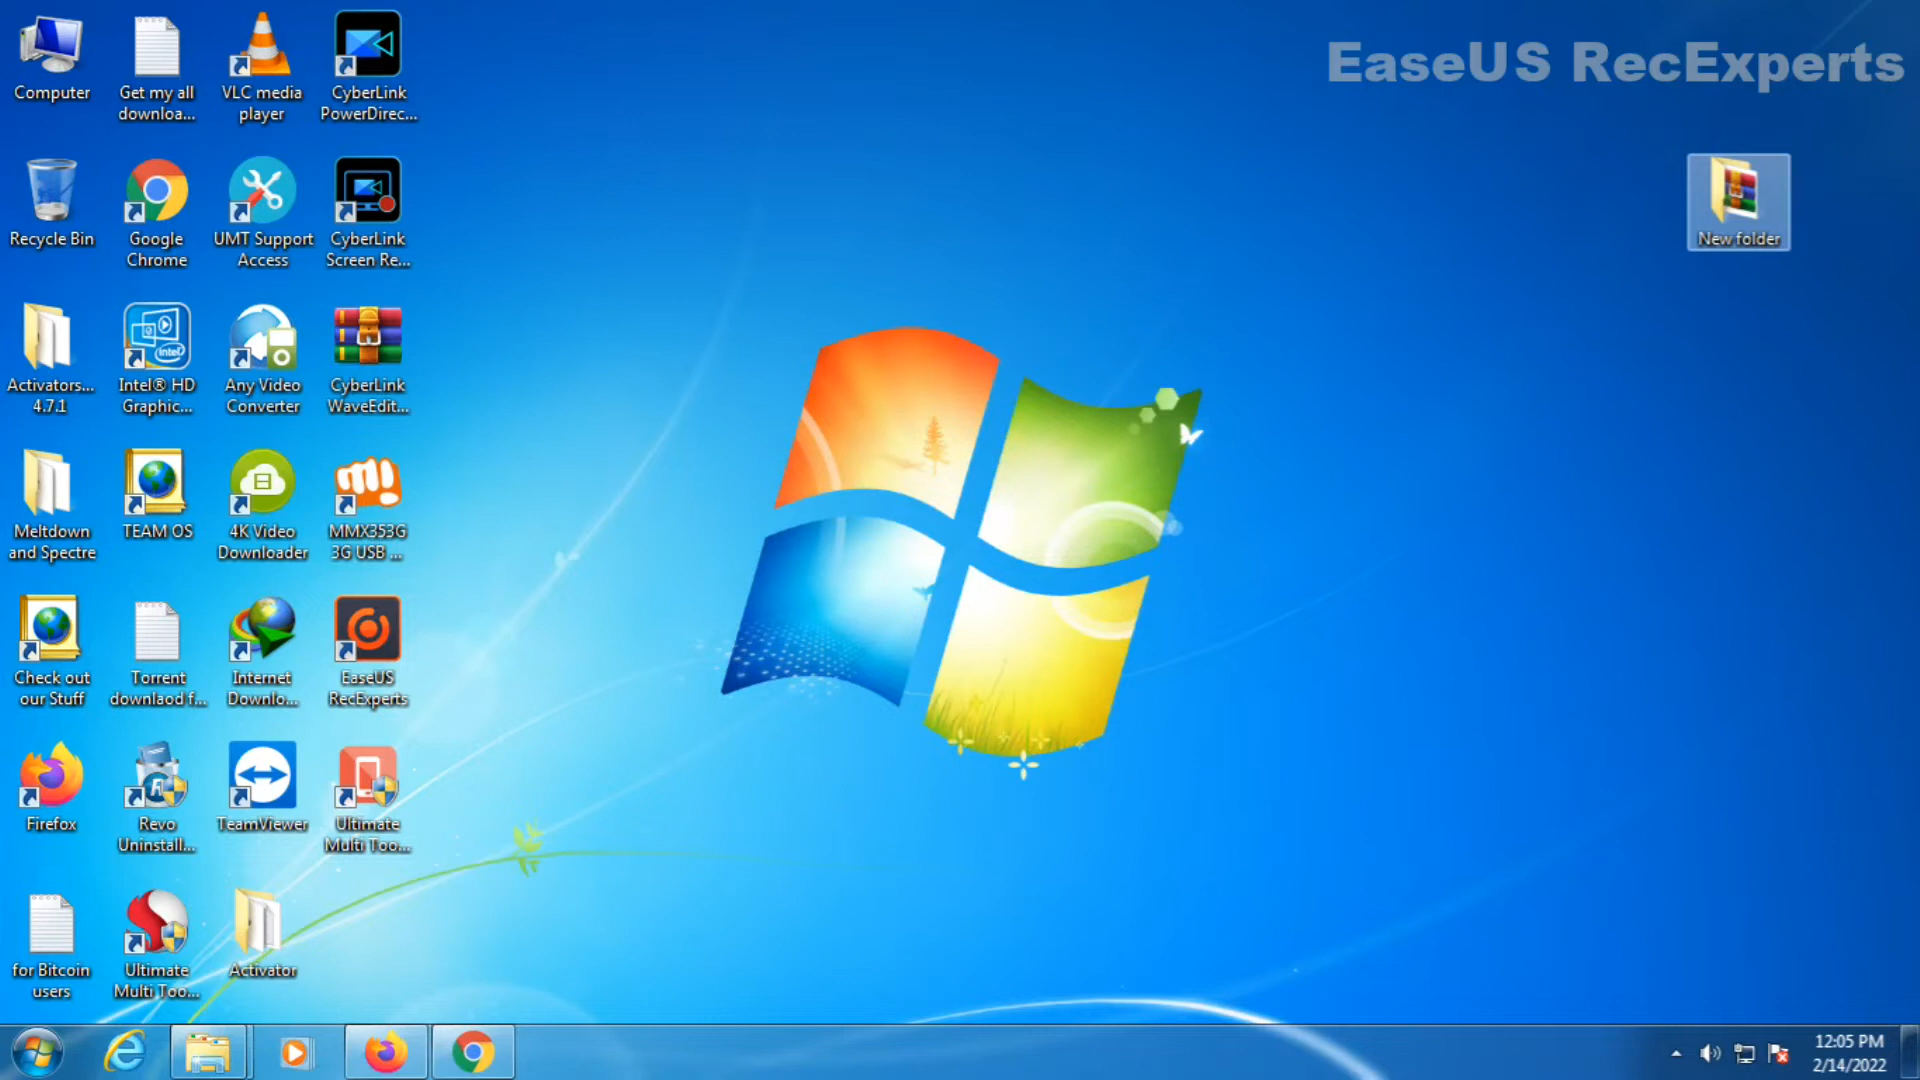 EaseUS RecExperts
Computer
Get my all
downloa...
VLC media
player
CyberLink
PowerDirec...
Recycle Bin
Google
Chrome
UMT Support
Access
CyberLink
Screen Re...
New folder
Activators...
4.7.1
Intel® HD
Graphic...
intel
Any Video
Converter
CyberLink
WaveEdit...
Meltdown
and Spectre
TEAM OS
4K Video
Downloader
MMX353G
3G USB ...
Check out
our Stuff
Torrent
downlaod f...
Internet
Downlo...
EaseUS
RecExperts
Firefox
Revo
Uninstall...
TeamViewer
Ultimate
Multi Too...
for Bitcoin
users
Ultimate
Multi Too...
Activator
12:05 PM
2/14/2022